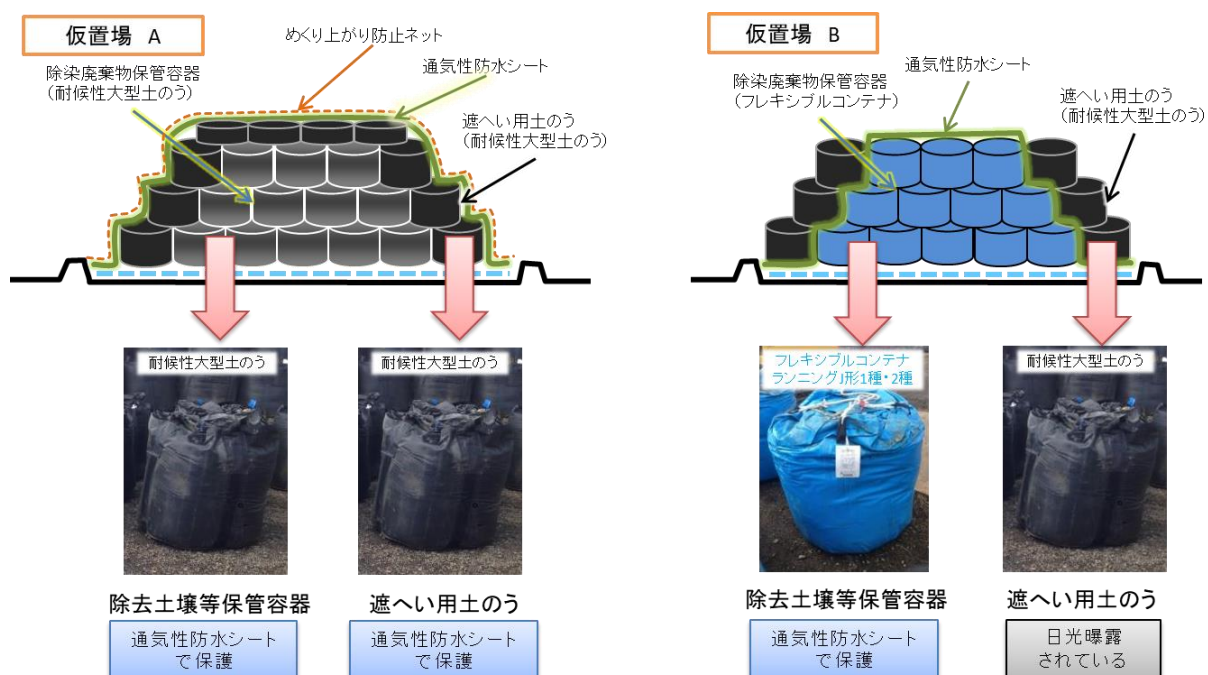 仮置場 A
めくり上がり防止ネット
除染廃棄物保管容器
（耐候性大型土のう）
通気性防水シート
遮へい用土のう
（耐候性大型土のう）
耐候性大型土のう
耐候性大型土のう
除去土壌等保管容器
遮へい用土のう
通気性防水シート
で保護
通気性防水シート
で保護
仮置場 B
通気性防水シート
除染廃棄物保管容器
（フレキシブルコンテナ）
遮へい用土のう
（耐候性大型土のう）
フレキシブルコンテナ
ランニングJ形1種・2種
耐候性大型土のう
除去土壌等保管容器
遮へい用土のう
通気性防水シート
で保護
日光曝露
されている